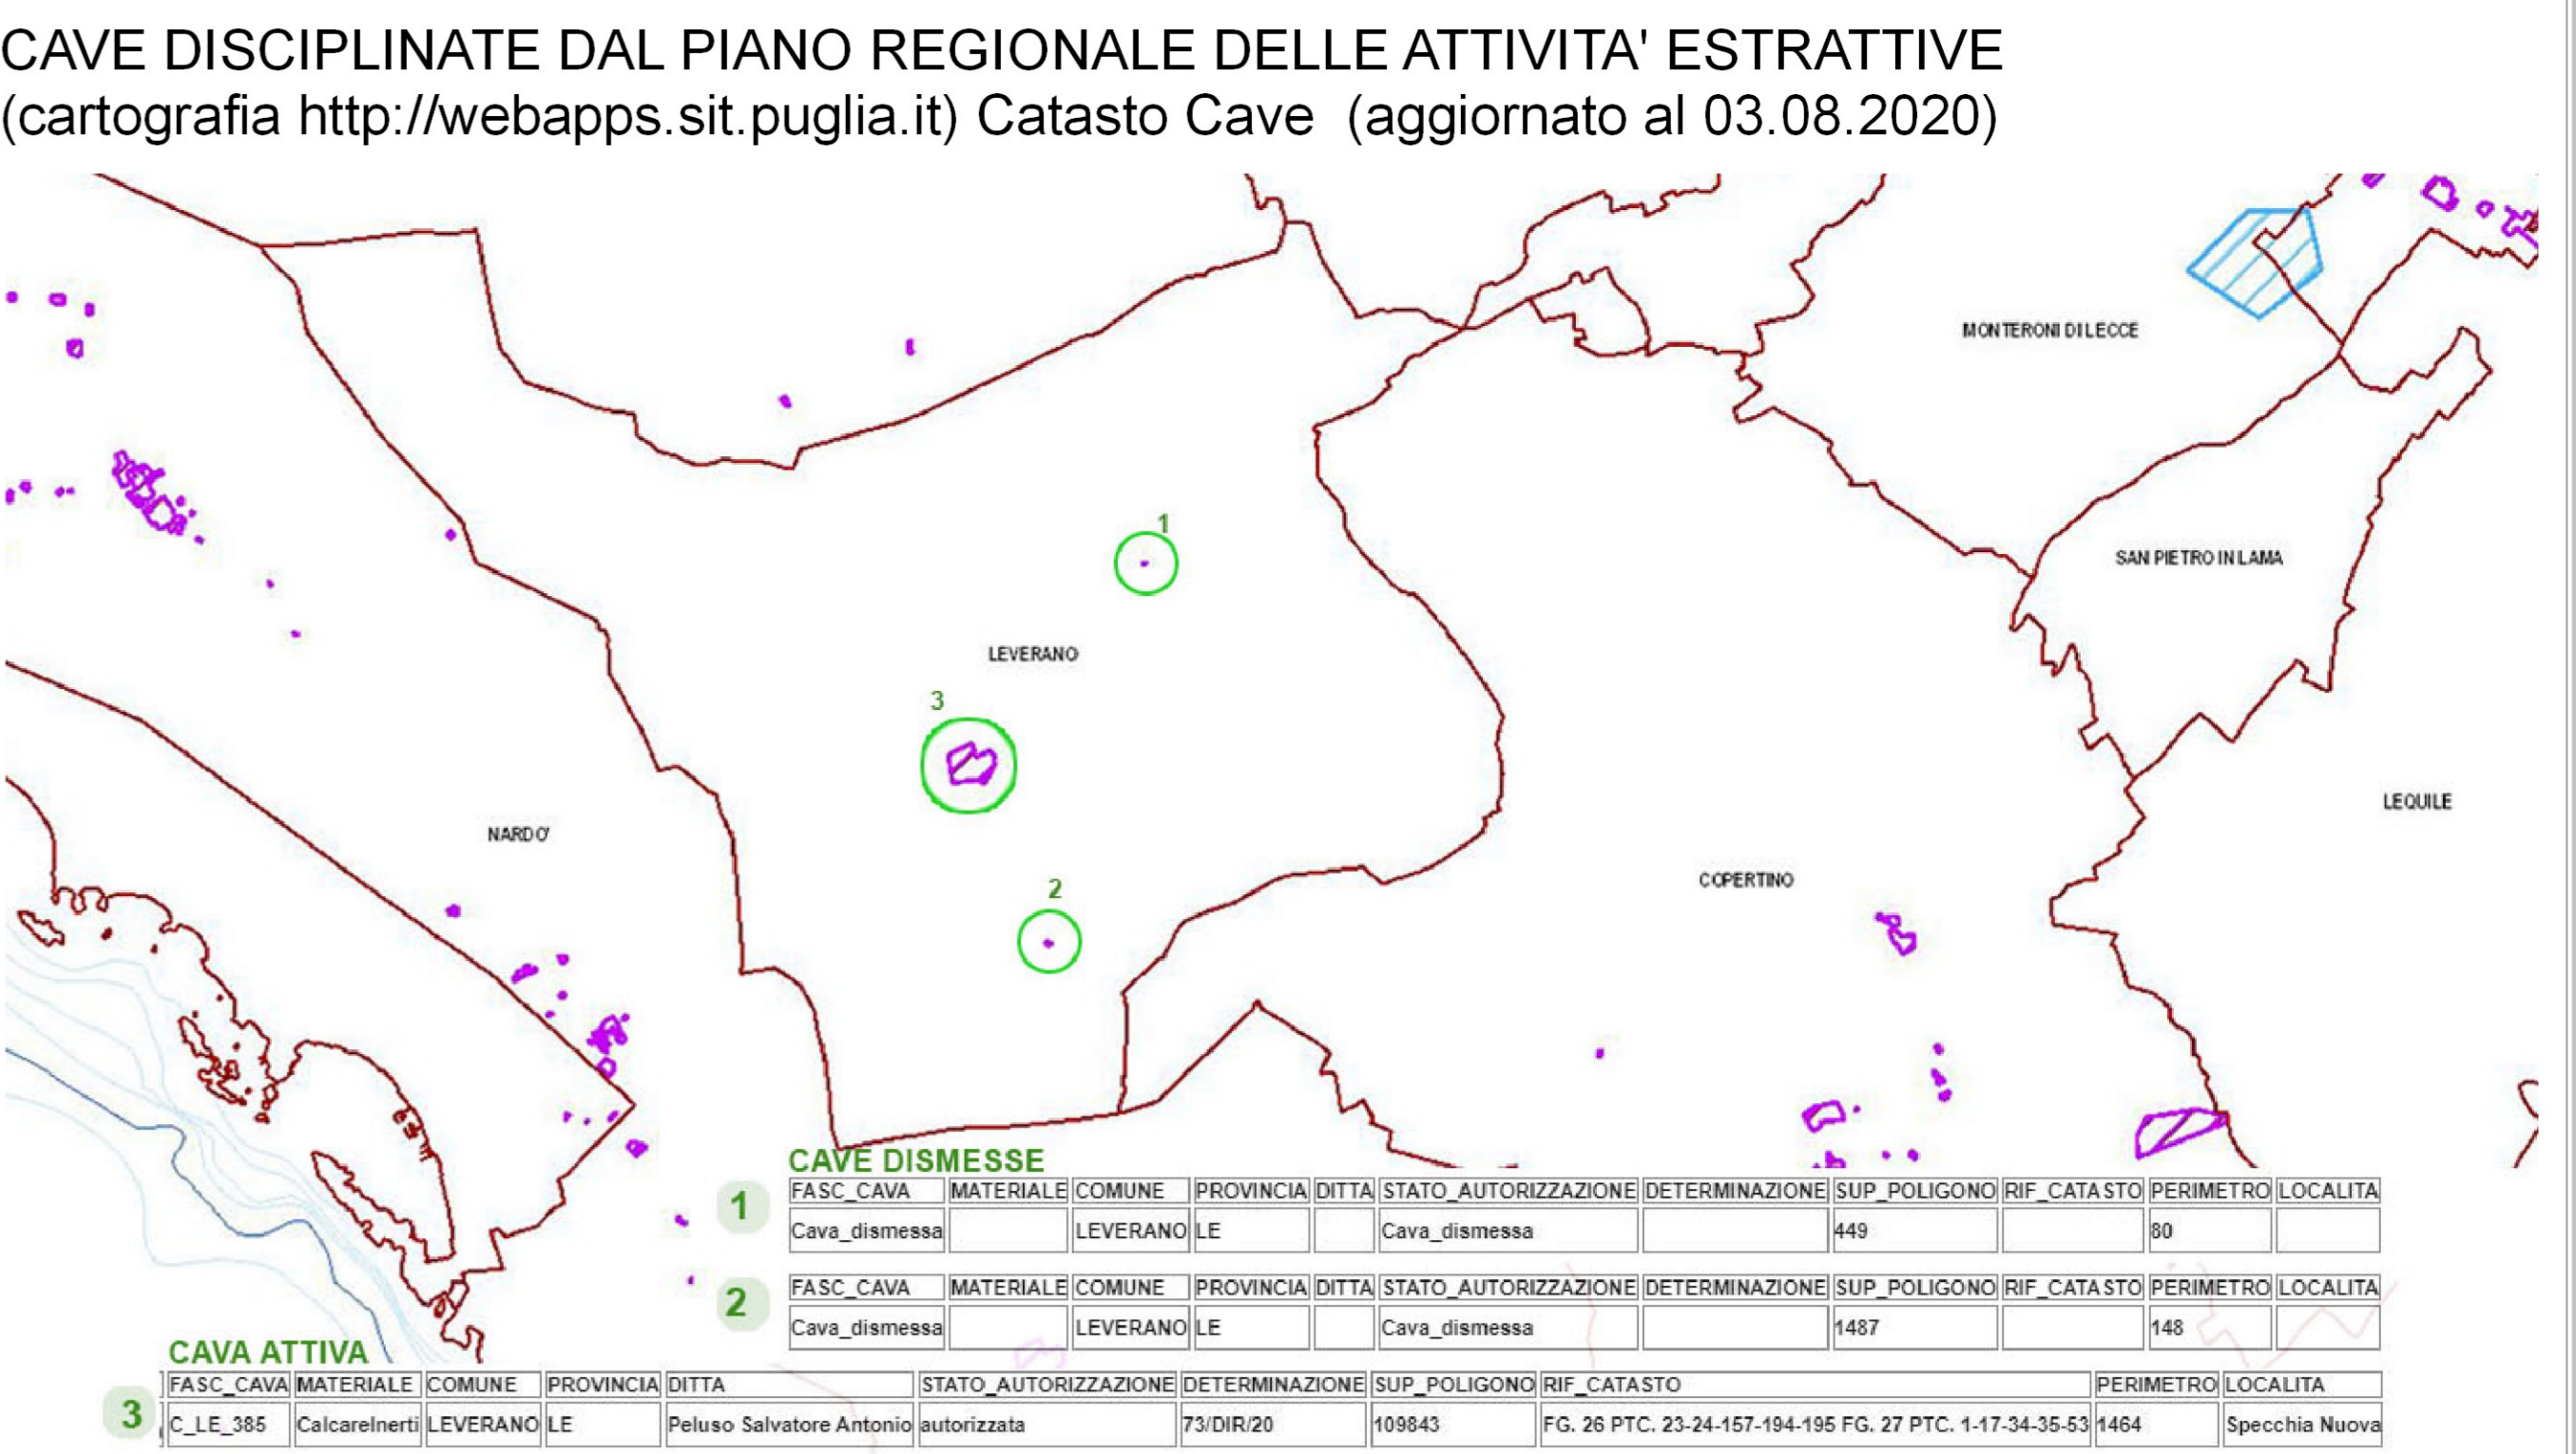 CAVE DISCIPLINATE DAL PIANO REGIONALE DELLE ATTIVITA' ESTRATTIVE
(cartografia http://webapps.sit.puglia.it) Catasto Cave (aggiornato al 03.08.2020)
MONTERONI DI LECCE
1
SAN PIETRO IN LAMA
LEVERANO
3
LEQUILE
NARDO'
COPERTINO
2
CAVE DISMESSE
1
FASC_CAVA MATERIALE COMUNE PROVINCIA DITTA STATO_AUTORIZZAZIONE DETERMINAZIONE SUP_POLIGONO RIF_CATASTO PERIMETRO LOCALITA
Cava_dismessa LEVERANO LE Cava_dismessa 449 80
2
FASC_CAVA MATERIALE COMUNE PROVINCIA DITTA STATO_AUTORIZZAZIONE DETERMINAZIONE SUP_POLIGONO RIF_CATASTO PERIMETRO LOCALITA
Cava_dismessa LEVERANO LE Cava_dismessa 1487 148
CAVA ATTIVA
3
FASC_CAVA MATERIALE COMUNE PROVINCIA DITTA STATO_AUTORIZZAZIONE DETERMINAZIONE SUP_POLIGONO RIF_CATASTO PERIMETRO LOCALITA
C_LE_385 CalcareInerti LEVERANO LE Peluso Salvatore Antonio autorizzata 73/DIR/20 109843 FG. 26 PTC. 23-24-157-194-195 FG. 27 PTC. 1-17-34-35-53 1464 Specchia Nuova